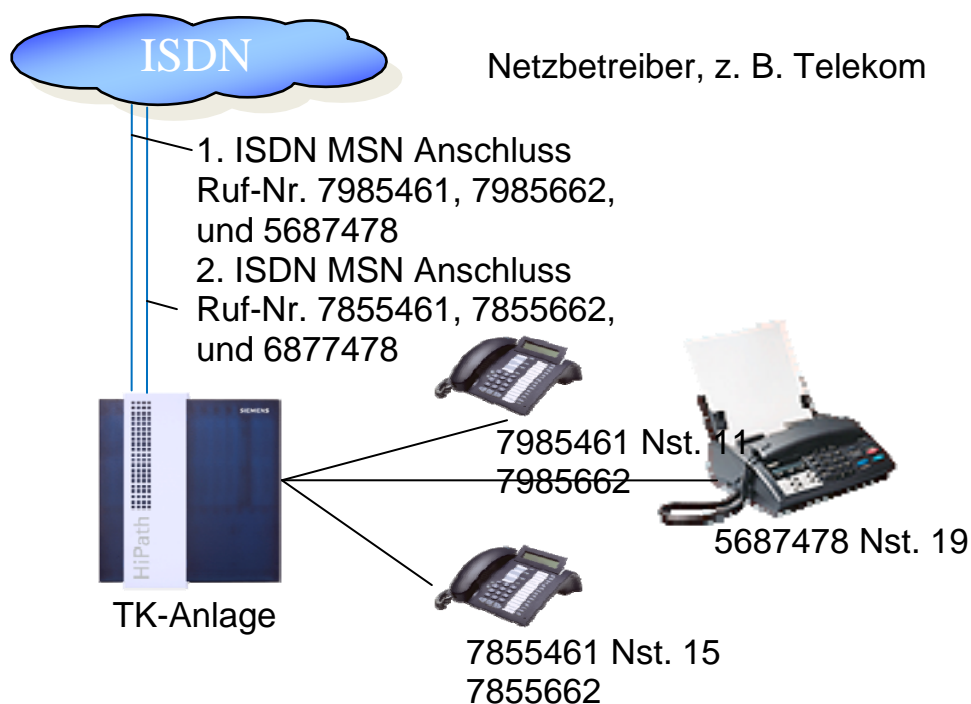 ISDN
Netzbetreiber, z. B. Telekom
1. ISDN MSN Anschluss
Ruf-Nr. 7985461, 7985662,
und 5687478
2. ISDN MSN Anschluss
Ruf-Nr. 7855461, 7855662,
und 6877478
SIEMENS
HiPath
TK-Anlage
7985461 Nst. 11
7985662
5687478 Nst. 19
7855461 Nst. 15
7855662